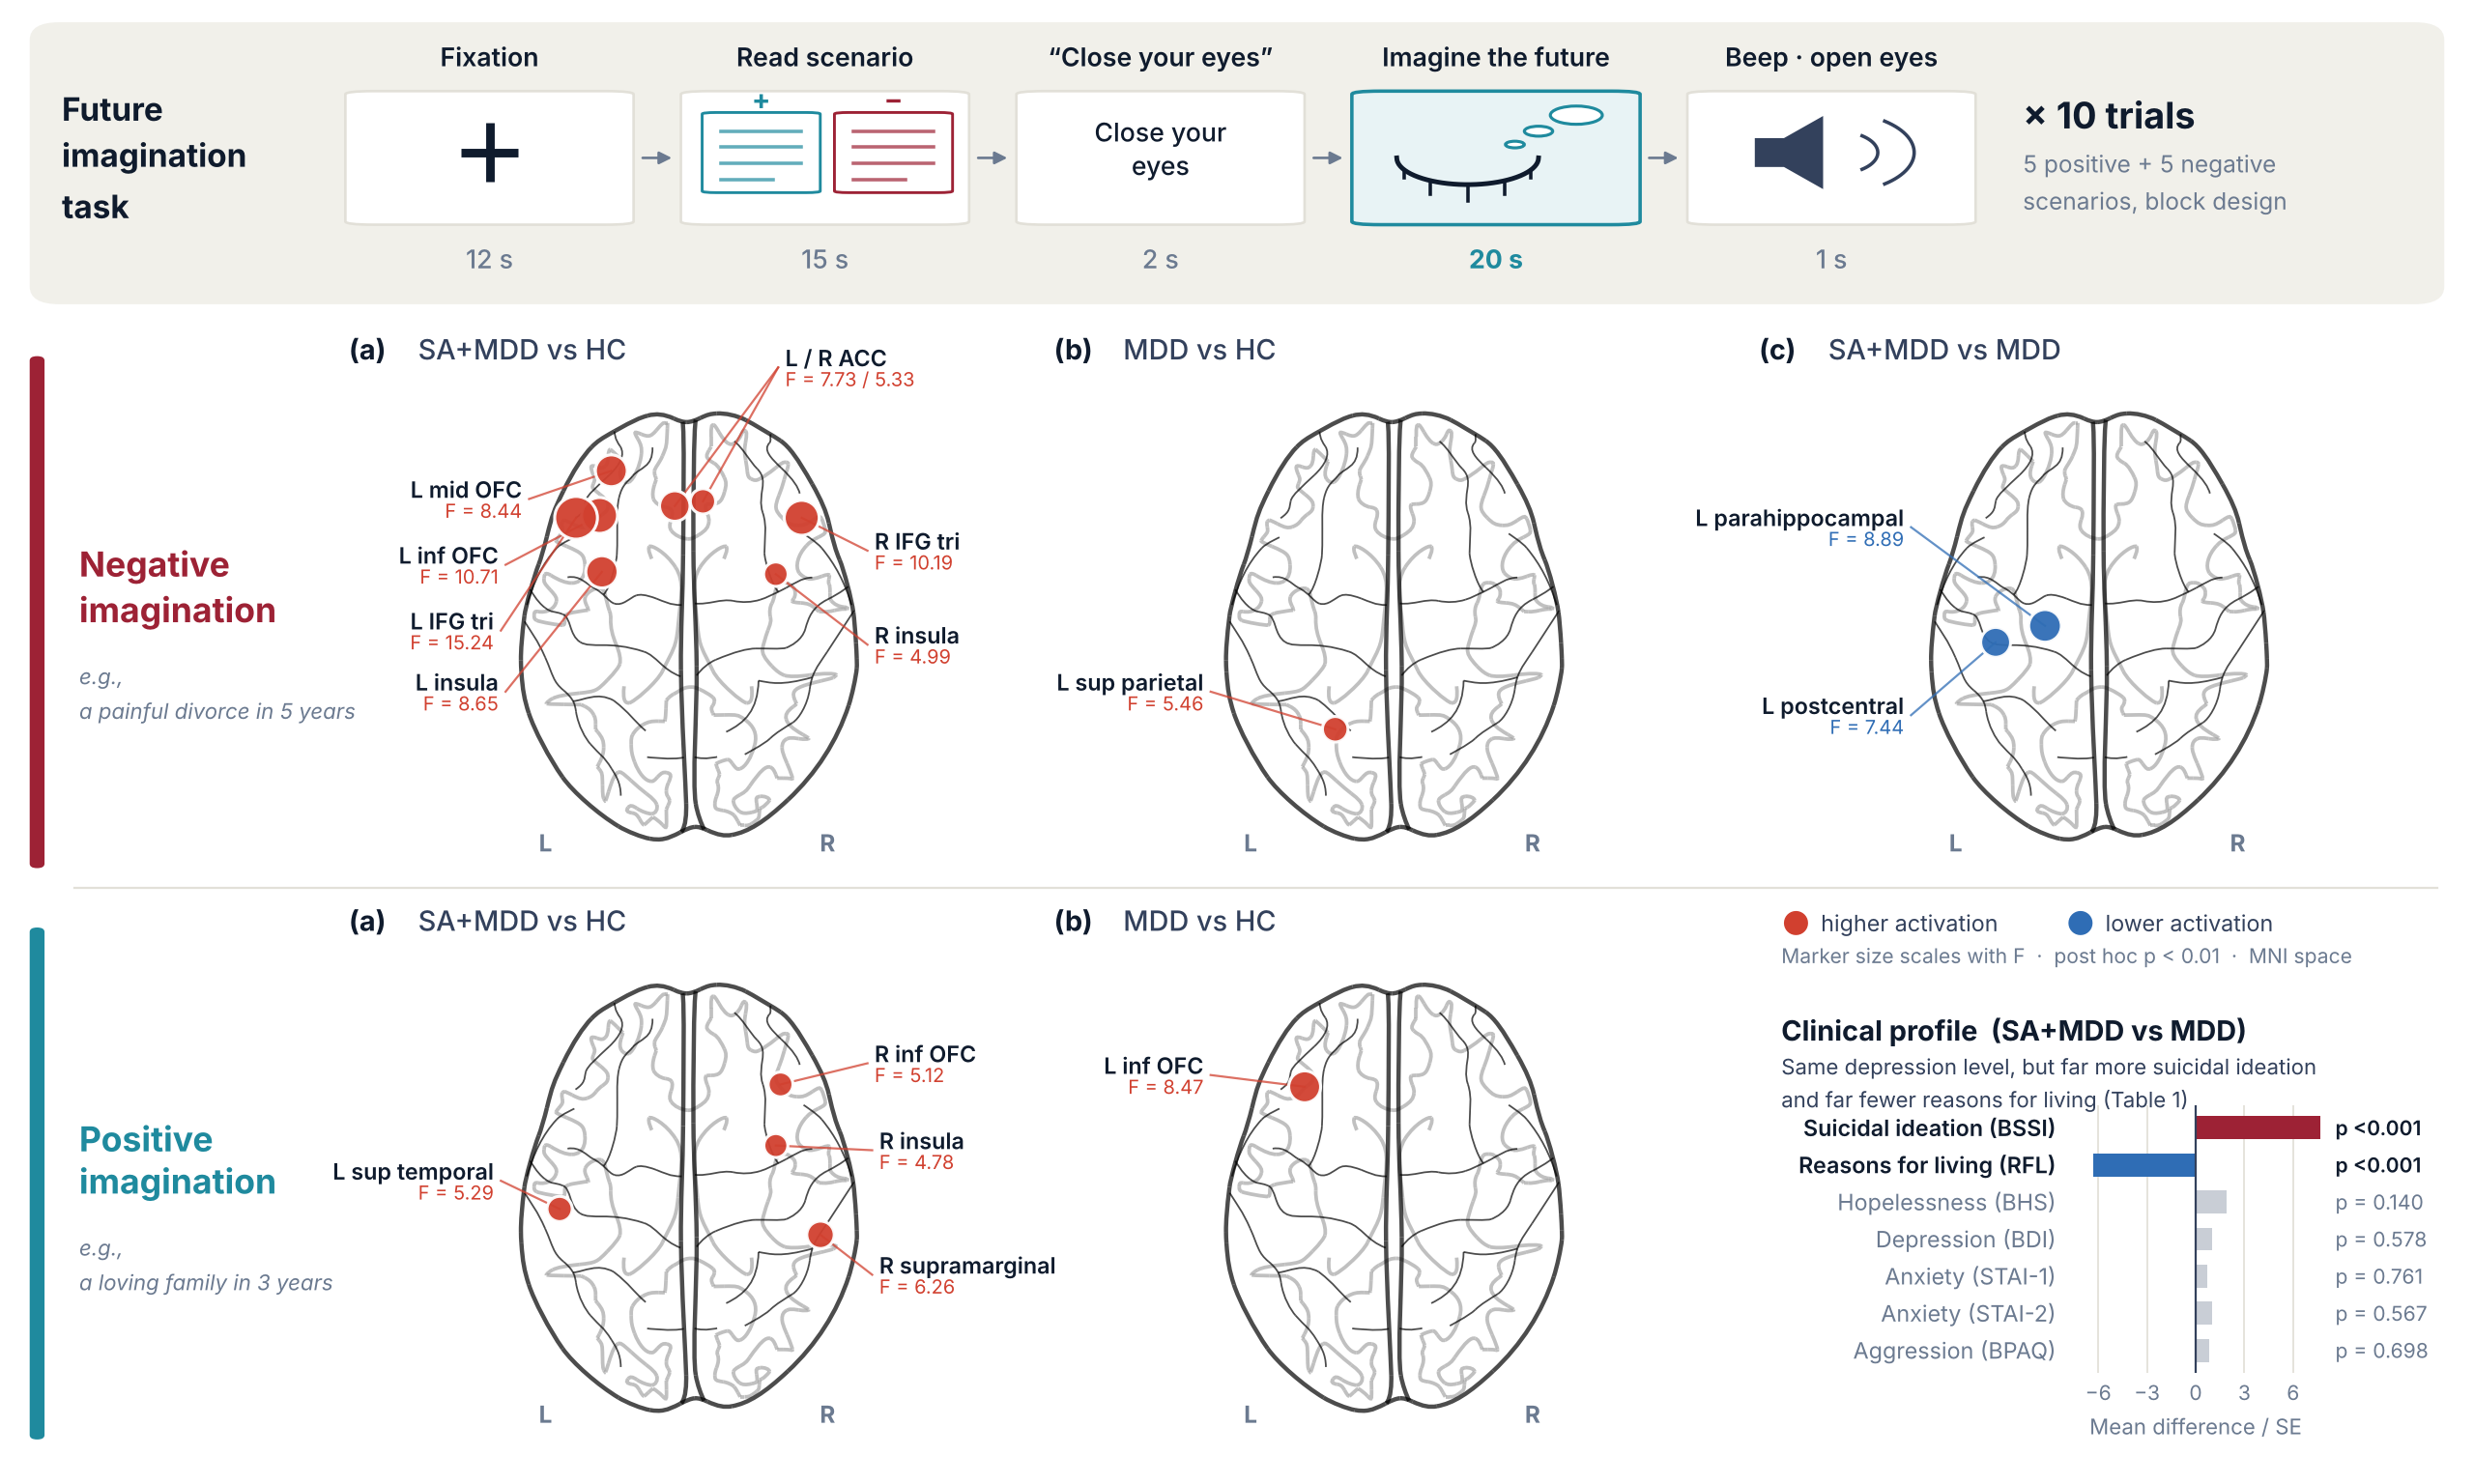 Future
imagination
task
Fixation
Read scenario
“Close your eyes”
Imagine the future
Beep · open eyes
+
−
Close your
eyes
12 s
15 s
2 s
20 s
1 s
× 10 trials
5 positive + 5 negative
scenarios, block design
Negative
imagination
e.g.,
a painful divorce in 5 years
(a) SA+MDD vs HC
L / R ACC
F = 7.73 / 5.33
L mid OFC
F = 8.44
L inf OFC
F = 10.71
L IFG tri
F = 15.24
L insula
F = 8.65
R IFG tri
F = 10.19
R insula
F = 4.99
L
R
(b) MDD vs HC
L sup parietal
F = 5.46
L
R
(c) SA+MDD vs MDD
L parahippocampal
F = 8.89
L postcentral
F = 7.44
L
R
Positive
imagination
e.g.,
a loving family in 3 years
(a) SA+MDD vs HC
R inf OFC
F = 5.12
R insula
F = 4.78
L sup temporal
F = 5.29
R supramarginal
F = 6.26
L
R
(b) MDD vs HC
L inf OFC
F = 8.47
L
R
higher activation
lower activation
Marker size scales with F · post hoc p < 0.01 · MNI space
Clinical profile (SA+MDD vs MDD)
Same depression level, but far more suicidal ideation
and far fewer reasons for living (Table 1)
Suicidal ideation (BSSI) p <0.001
Reasons for living (RFL) p <0.001
Hopelessness (BHS) p = 0.140
Depression (BDI) p = 0.578
Anxiety (STAI-1) p = 0.761
Anxiety (STAI-2) p = 0.567
Aggression (BPAQ) p = 0.698
−6 −3 0 3 6
Mean difference / SE